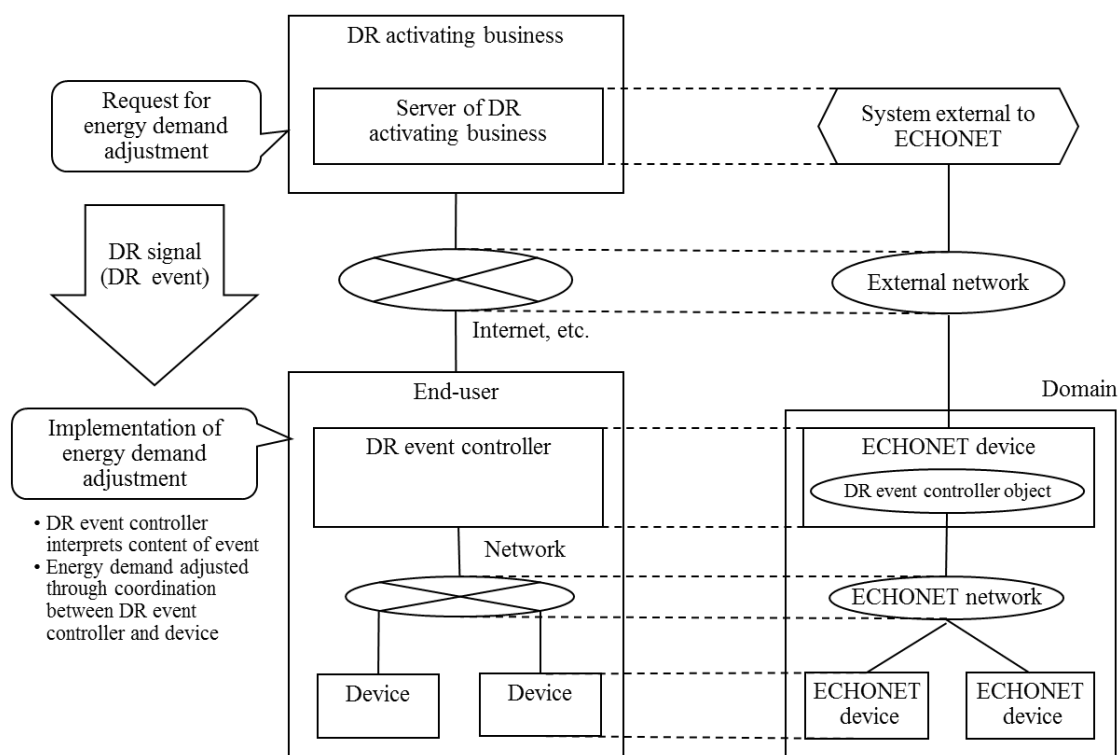 DR activating business
Request for
energy demand
adjustment
Server of DR
activating business
System external to
ECHONET
DR signal
(DR event)
External network
Internet, etc.
End-user
Domain
Implementation of
energy demand
adjustment
DR event controller
ECHONET device
DR event controller object
• DR event controller
interprets content of event
• Energy demand adjusted
through coordination
between DR event
controller and device
Network
ECHONET network
Device
Device
ECHONET
device
ECHONET
device